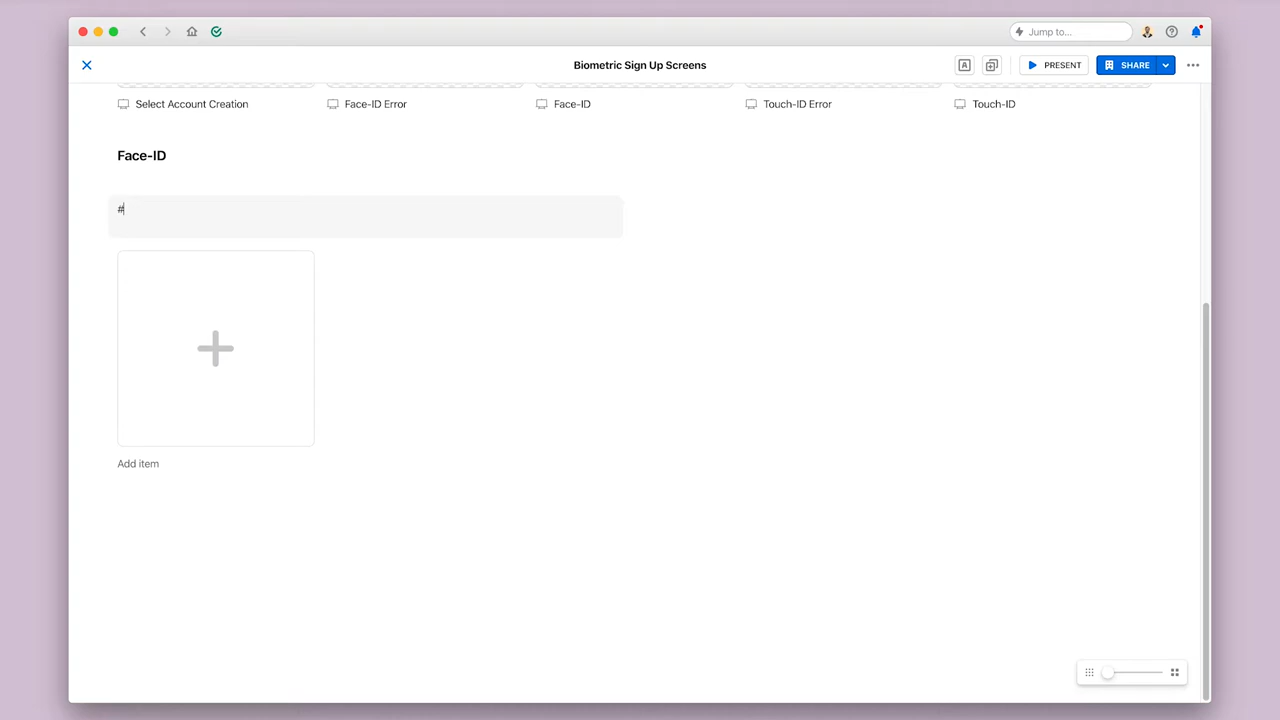 Jump to...
Biometric Sign Up Screens
A
PRESENT
SHARE
Select Account Creation
Face-ID Error
Face-ID
Touch-ID Error
Touch-ID
Face-ID
#
Add item